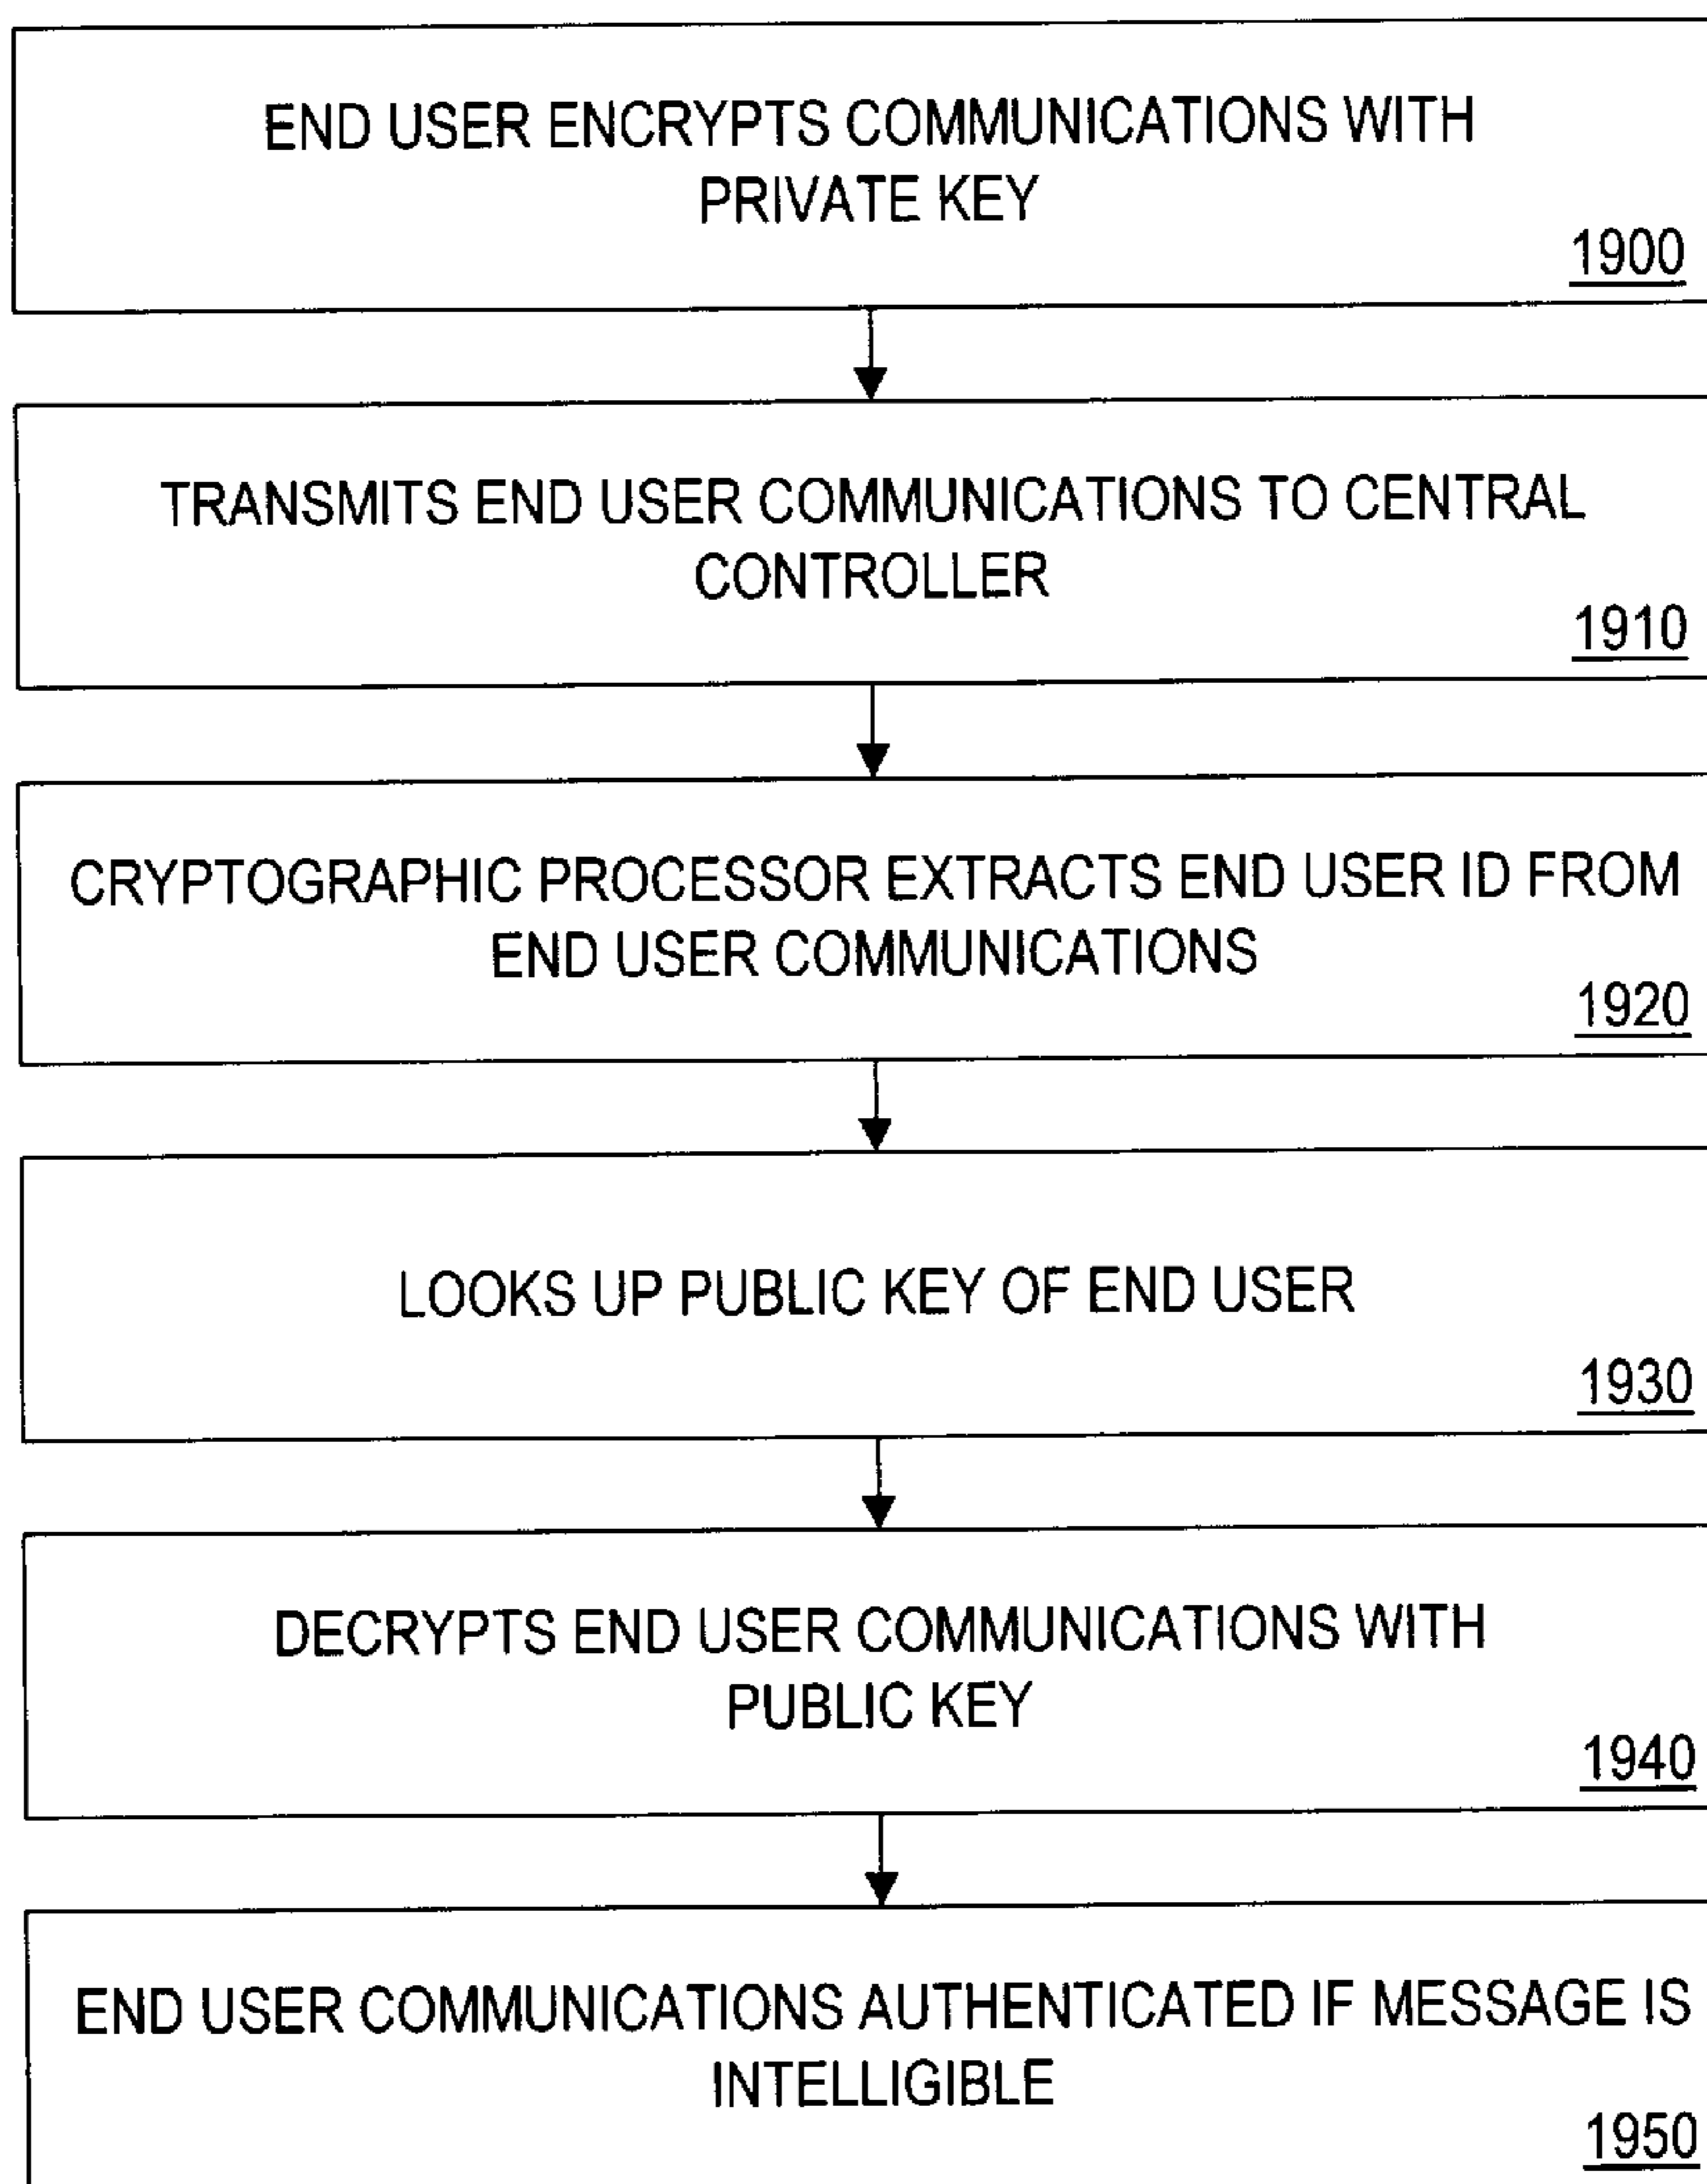 END USER ENCRYPTS COMMUNICATIONS WITH
PRIVATE KEY
1900
TRANSMITS END USER COMMUNICATIONS TO CENTRAL
CONTROLLER
1910
CRYPTOGRAPHIC PROCESSOR EXTRACTS END USER ID FROM
END USER COMMUNICATIONS
1920
LOOKS UP PUBLIC KEY OF END USER
1930
DECRYPTS END USER COMMUNICATIONS WITH
PUBLIC KEY
1940
END USER COMMUNICATIONS AUTHENTICATED IF MESSAGE IS
INTELLIGIBLE
1950